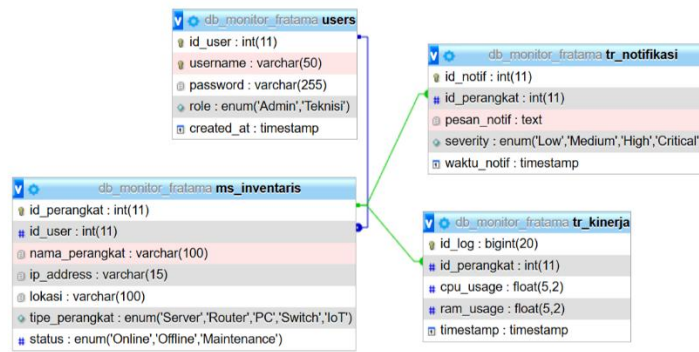 db_monitor_fratama users
id_user : int(11)
username : varchar(50)
password : varchar(255)
role : enum('Admin','Teknisi')
created_at : timestamp
db_monitor_fratama tr_notifikasi
id_notif : int(11)
id_perangkat : int(11)
pesan_notif : text
severity : enum('Low','Medium','High','Critical'
waktu_notif : timestamp
db_monitor_fratama ms_inventaris
id_perangkat : int(11)
id_user : int(11)
nama_perangkat : varchar(100)
ip_address : varchar(15)
lokasi : varchar(100)
tipe_perangkat : enum('Server','Router','PC','Switch','IoT')
status : enum('Online','Offline','Maintenance')
db_monitor_fratama tr_kinerja
id_log : bigint(20)
id_perangkat : int(11)
cpu_usage : float(5,2)
ram_usage : float(5,2)
timestamp : timestamp